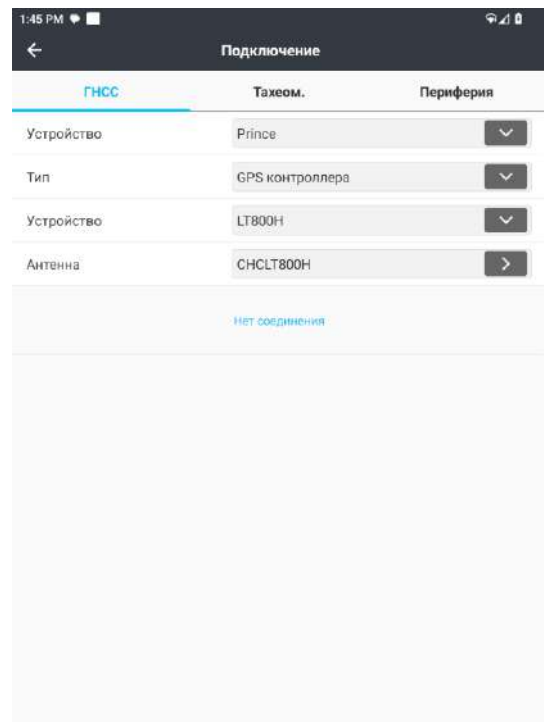 1:45 PM
Подключение
ГНСС Тахеом. Периферия
Устройство Prince
Тип GPS контроллера
Устройство LT800H
Антенна CHCLT800H
Нет соединения